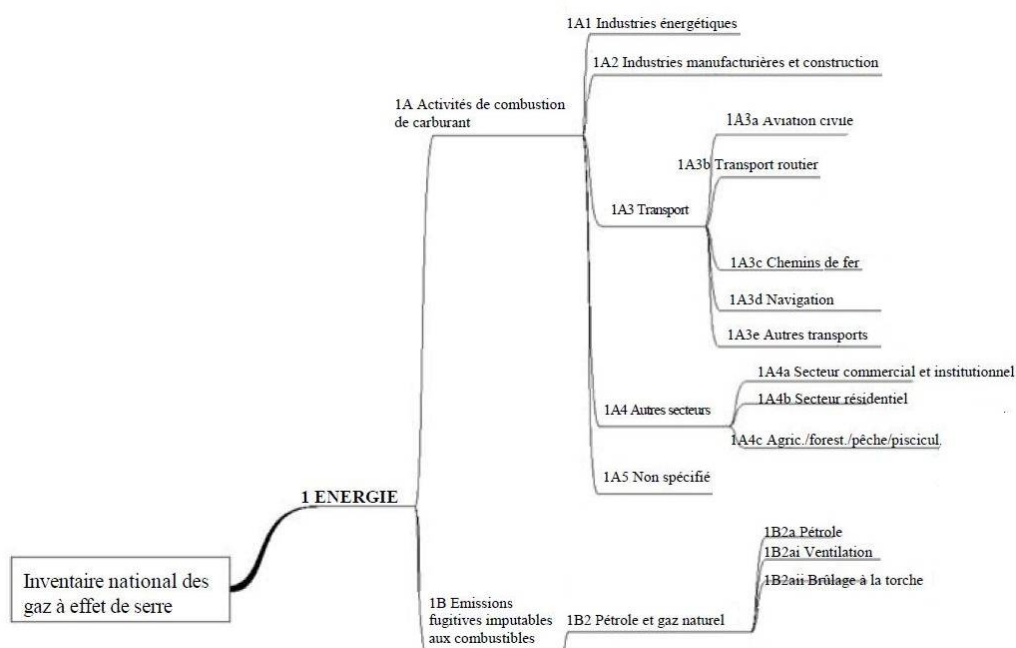 1A1 Industries énergétiques
1A2 Industries manufacturières et construction
1A Activités de combustion
de carburant
1A3a Aviation civile
1A3b Transport routier
1A3 Transport
1A3c Chemins de fer
1A3d Navigation
1A3e Autres transports
1A4a Secteur commercial et institutionnel
1A4b Secteur résidentiel
1A4 Autres secteurs
1A4c Agric./forest./pêche/piscicul.
1A5 Non spécifié
1 ENERGIE
1B2a Pétrole
1B2ai Ventilation
1B2aii Brûlage à la torche
Inventaire national des
gaz à effet de serre
1B Emissions
fugitives imputables
aux combustibles
1B2 Pétrole et gaz naturel